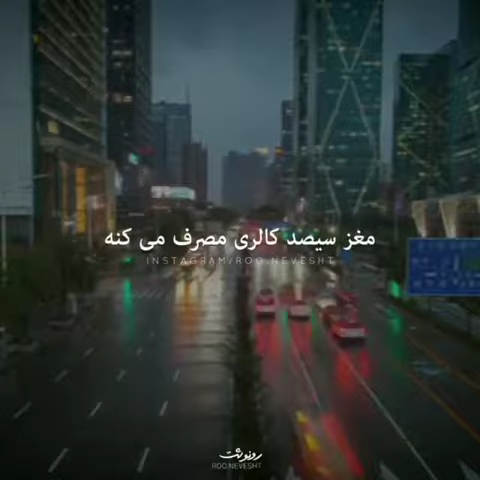 مغز سیصد کالری مصرف می کنه
INSTAGRAM/ROO.NEVESHT
رونوشت
ROO.NEVESHT